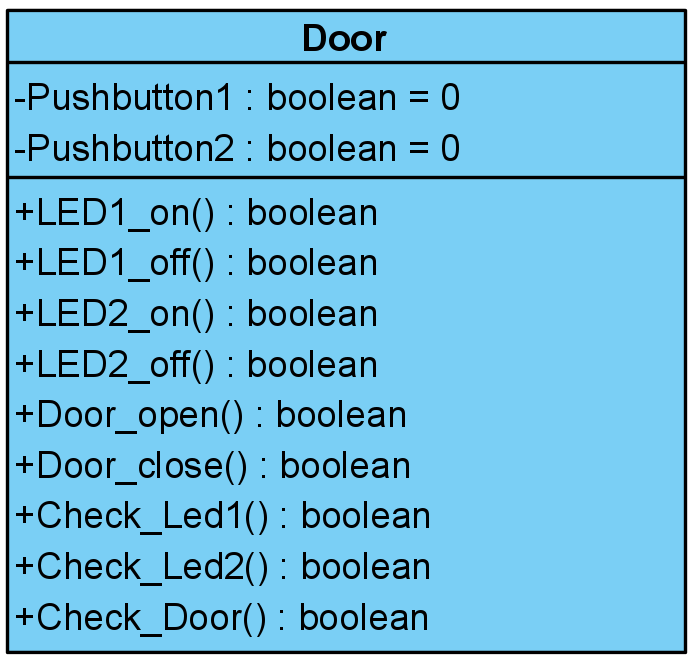 Door
-Pushbutton1 : boolean = 0
-Pushbutton2 : boolean = 0
+LED1_on() : boolean
+LED1_off() : boolean
+LED2_on() : boolean
+LED2_off() : boolean
+Door_open() : boolean
+Door_close() : boolean
+Check_Led1() : boolean
+Check_Led2() : boolean
+Check_Door() : boolean